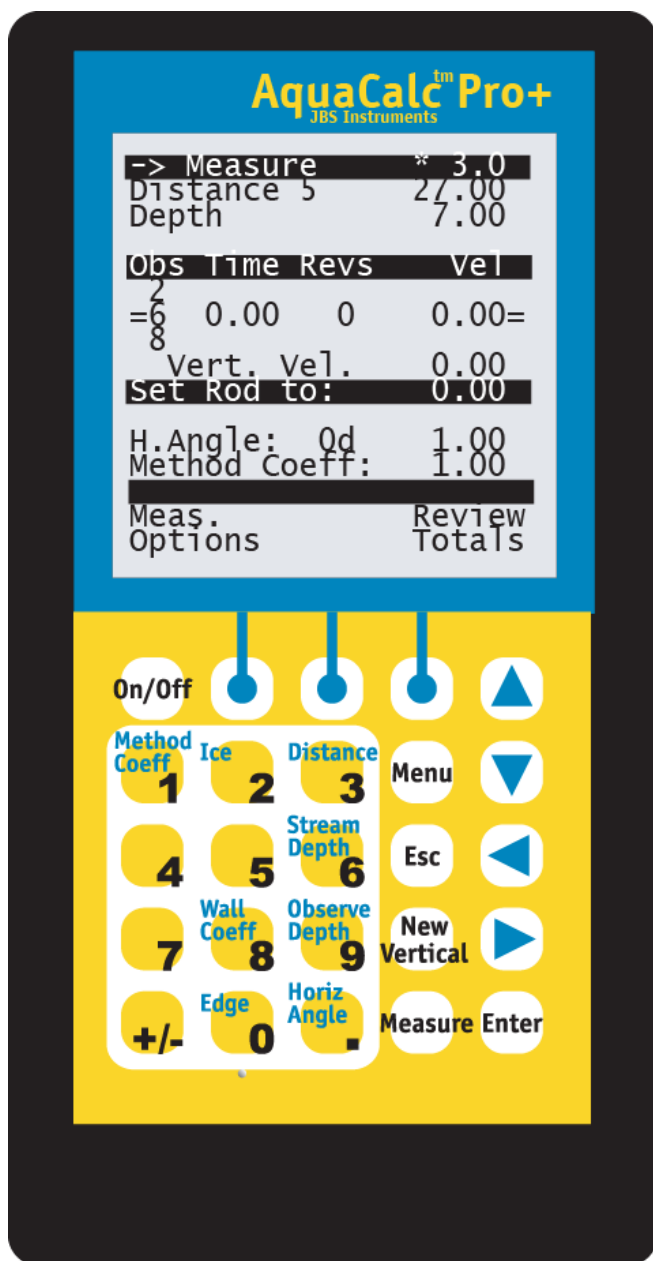 AquaCalc™ Pro+
JBS Instruments
-> Measure * 3.0
Distance 5 27.00
Depth 7.00
Obs Time Revs Vel
2
=6 0.00 0 0.00=
8
Vert. Vel. 0.00
Set Rod to: 0.00
H.Angle: 0d 1.00
Method Coeff: 1.00
Meas. Review
Options Totals
On/Off
Method
Coeff
1
Ice
2
Distance
3
Menu
4
5
Stream
Depth
6
Esc
7
Wall
Coeff
8
Observe
Depth
9
New
Vertical
+/-
Edge
0
Horiz
Angle
.
Measure
Enter